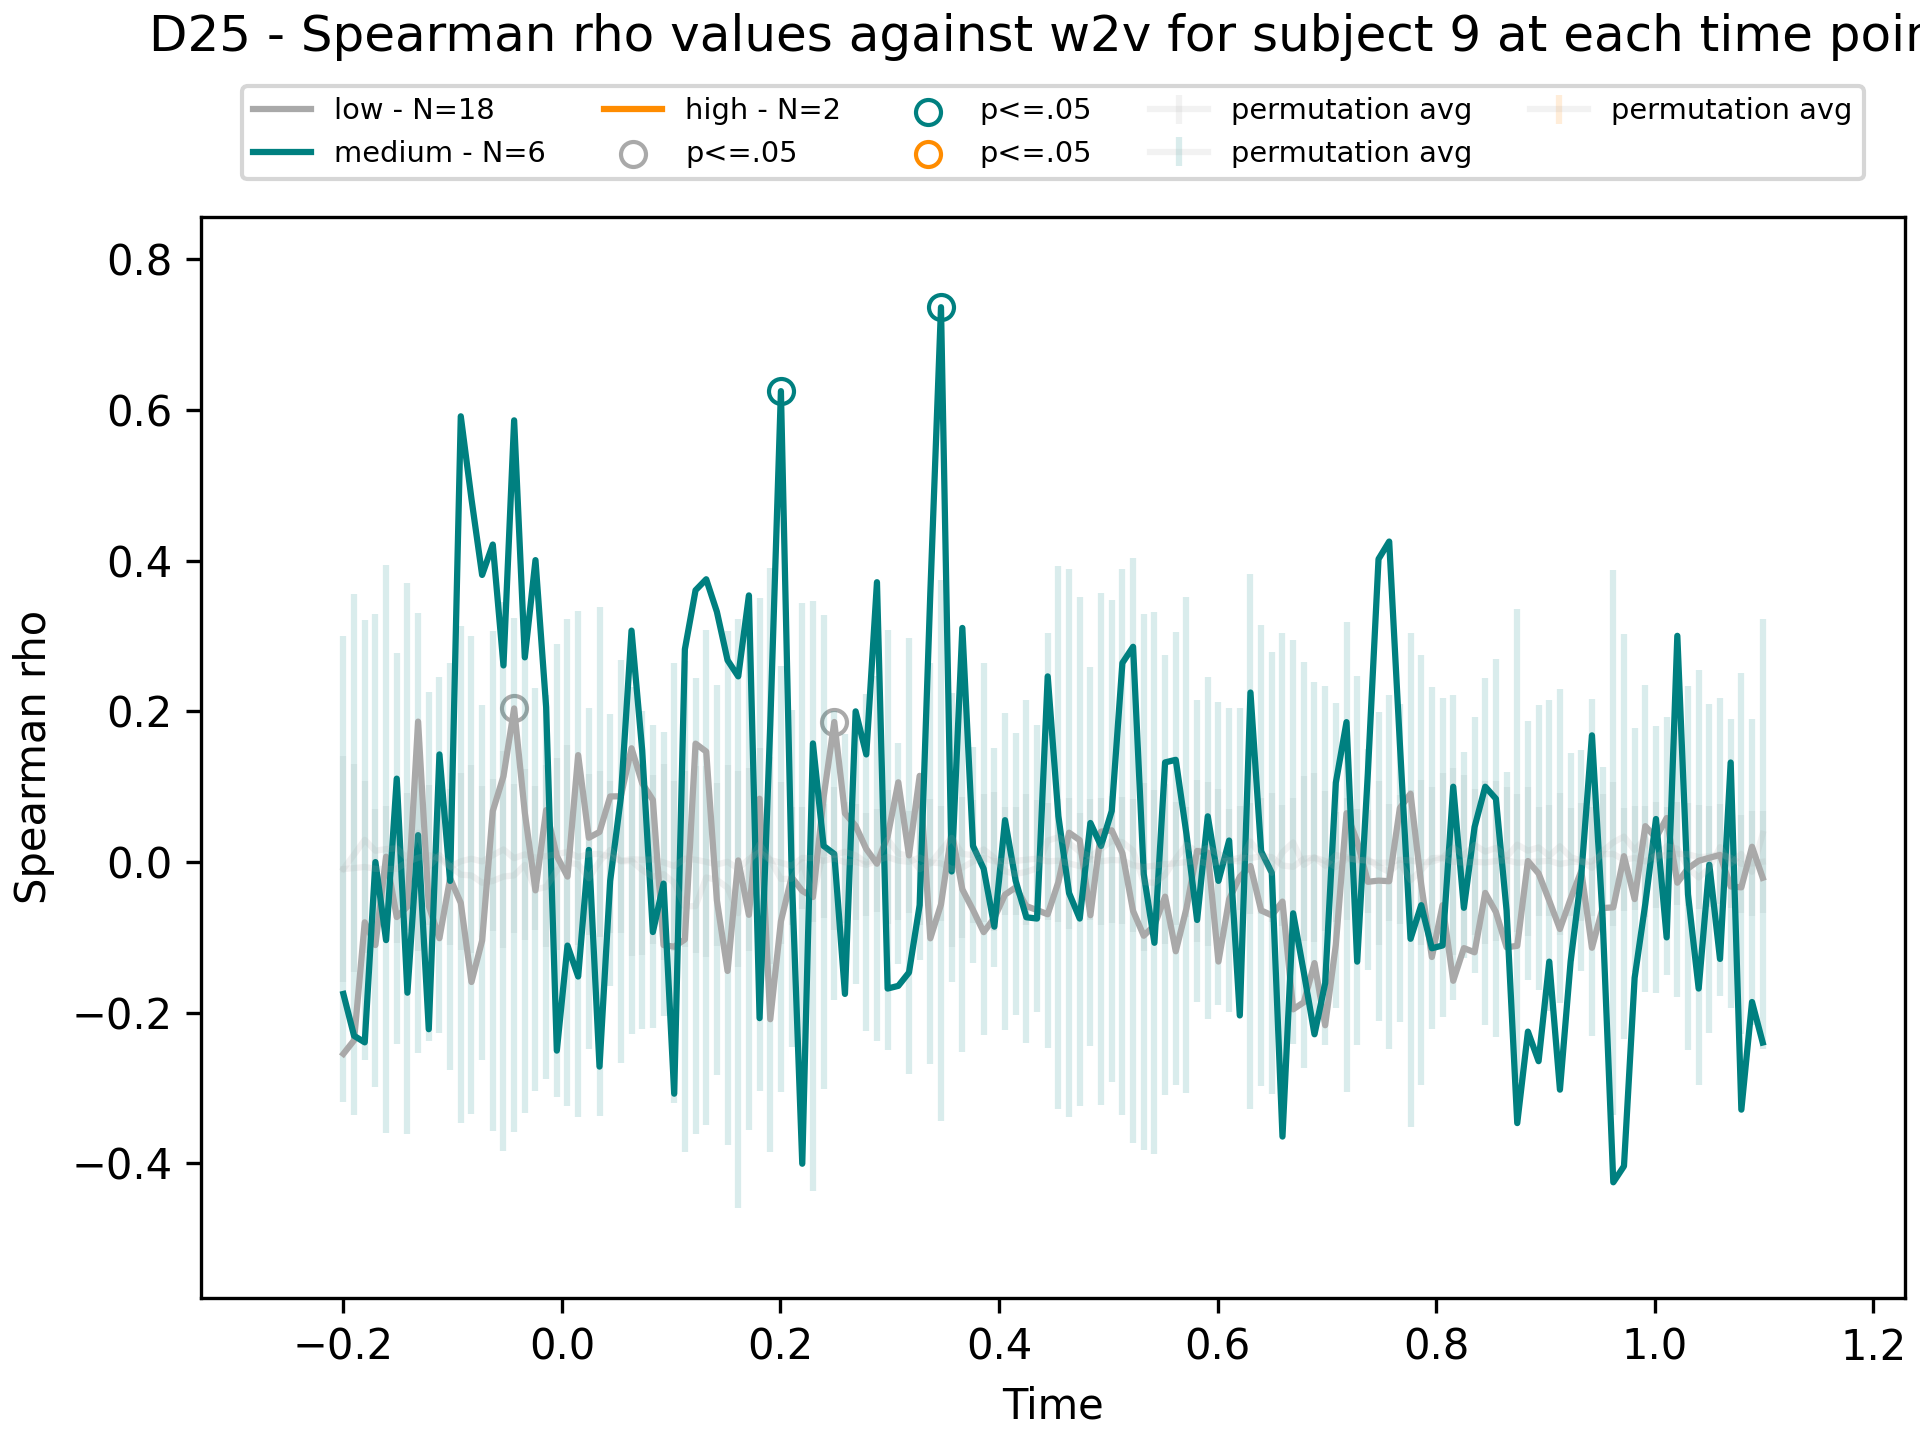 D25 - Spearman rho values against w2v for subject 9 at each time poin
low - N=18
medium - N=6
high - N=2
p<=.05
p<=.05
p<=.05
permutation avg
permutation avg
permutation avg
Spearman rho
0.8
0.6
0.4
0.2
0.0
−0.2
−0.4
−0.2 0.0 0.2 0.4 0.6 0.8 1.0 1.2
Time